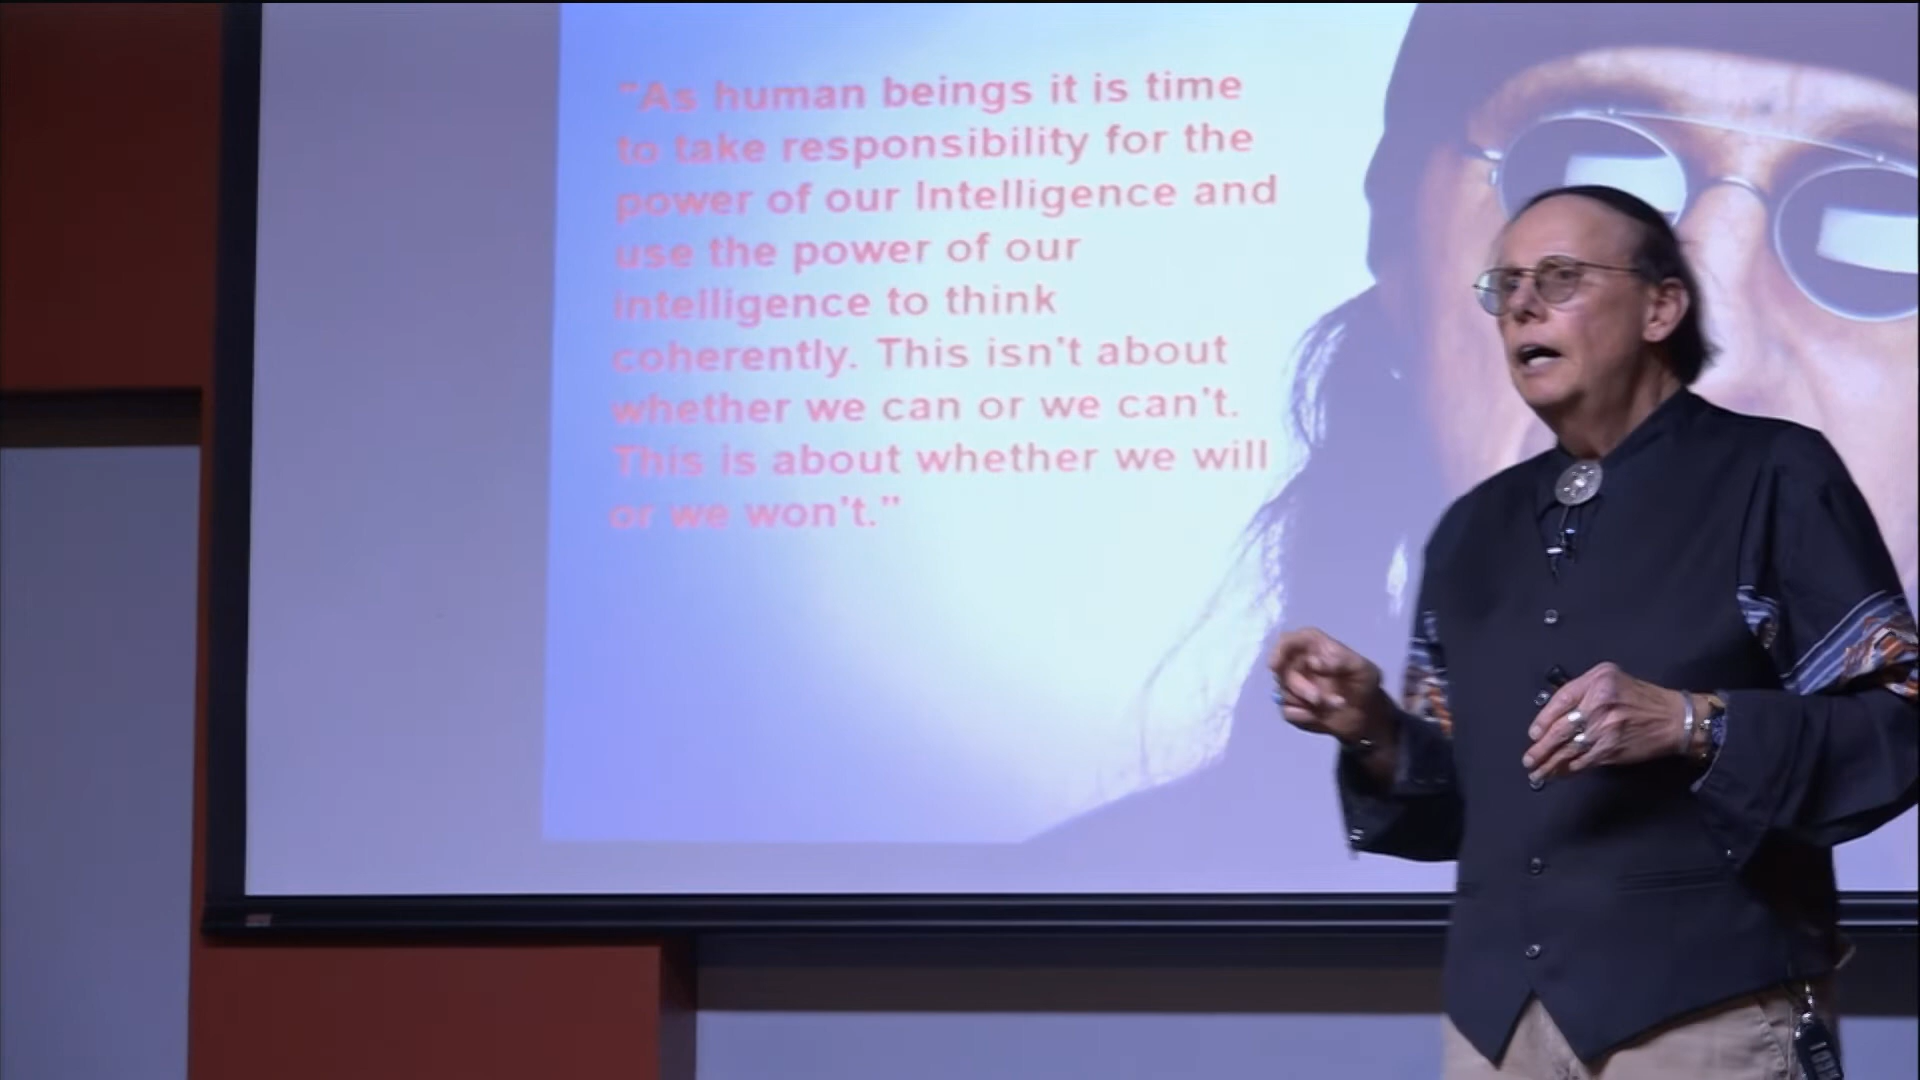 "As human beings it is time
to take responsibility for the
power of our Intelligence and
use the power of our
intelligence to think
coherently. This isn't about
whether we can or we can't.
This is about whether we will
or we won't."